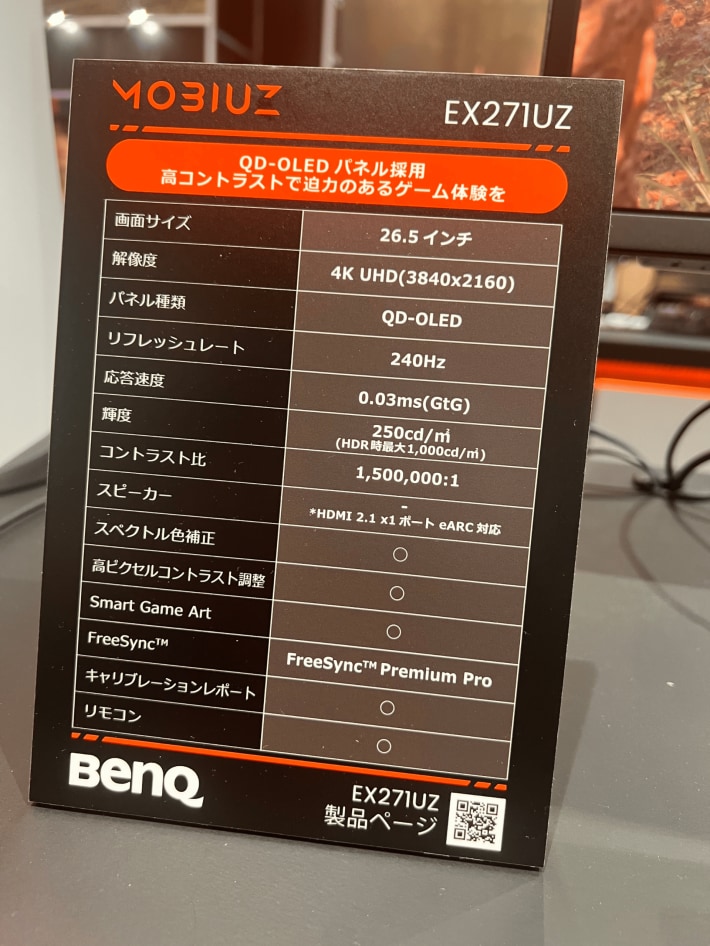 MOBIUZ
EX271UZ
QD-OLED パネル採用
高コントラストで迫力のあるゲーム体験を
画面サイズ 26.5 インチ
解像度 4K UHD(3840x2160)
パネル種類 QD-OLED
リフレッシュレート 240Hz
応答速度 0.03ms(GtG)
輝度 250cd/㎡
(HDR時最大1,000cd/㎡)
コントラスト比 1,500,000:1
スピーカー -
*HDMI 2.1 x1ポート eARC 対応
スペクトル色補正 ○
高ピクセルコントラスト調整 ○
Smart Game Art ○
FreeSync™ FreeSync™ Premium Pro
キャリブレーションレポート ○
リモコン ○
BenQ
EX271UZ
製品ページ